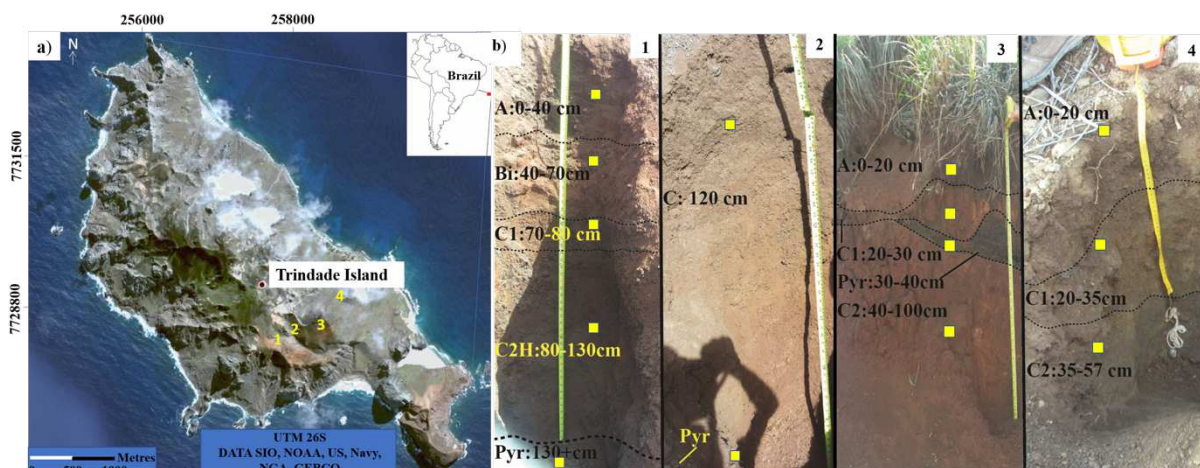 256000
258000
a)
N
Brazil
7731500
7728800
Trindade Island
4
3
2
1
UTM 26S
DATA SIO, NOAA, US, Navy,
Metres
b)
1
A:0-40 cm
Bi:40-70cm
C1:70-80 cm
C2H:80-130cm
Pyr:130+cm
2
C: 120 cm
Pyr
3
A:0-20 cm
C1:20-30 cm
Pyr:30-40cm
C2:40-100cm
4
A:0-20 cm
C1:20-35cm
C2:35-57 cm